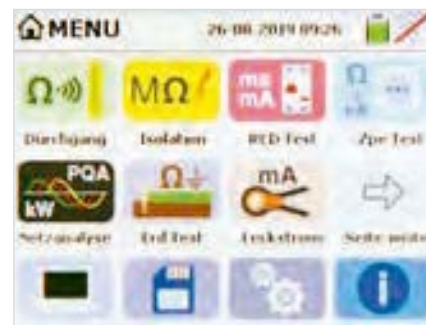 MENU 26-08-2019 09:26
Ω MΩ ms mA Ω
Durchgang Isolation RCD Test Zpe Test
PQA kW Ω mA
Netzanalyse Erd Test Leckstrom Seite weite
i